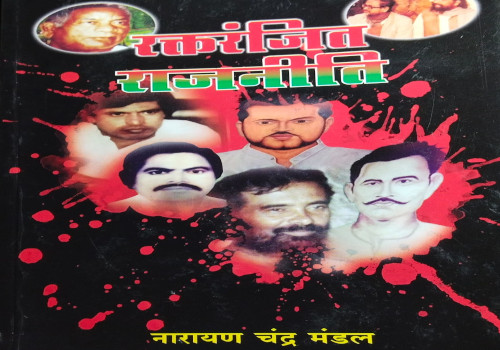 रक्तरंजित
राजनीति
नारायण चंद्र मंडल